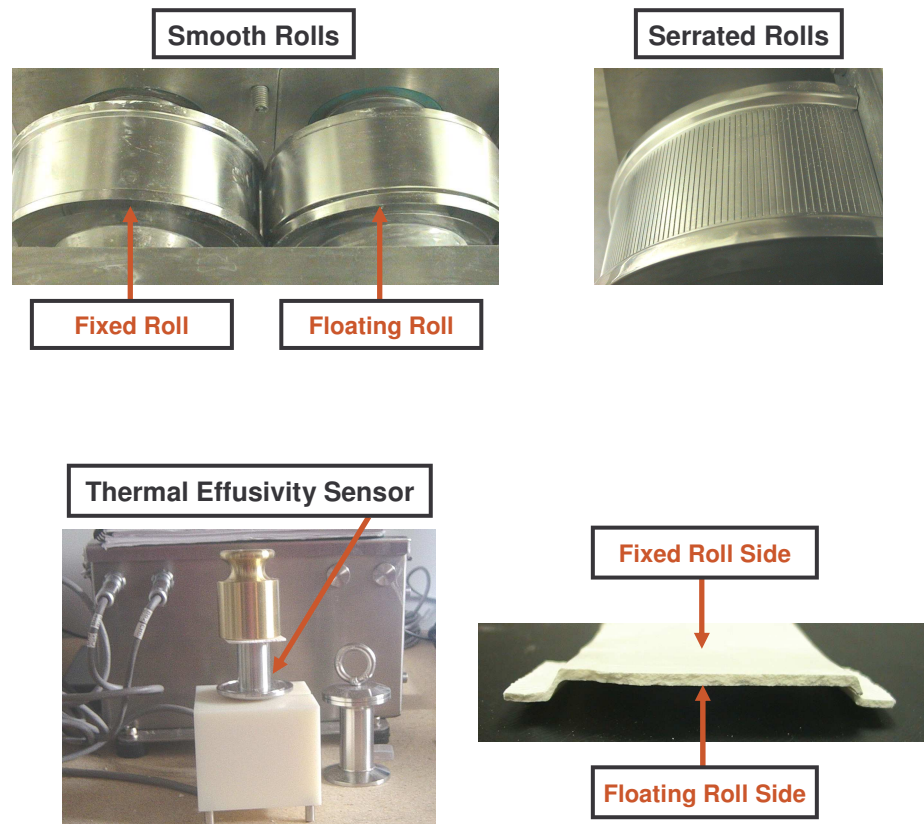 Smooth Rolls
Serrated Rolls
Fixed Roll
Floating Roll
Thermal Effusivity Sensor
Fixed Roll Side
Floating Roll Side